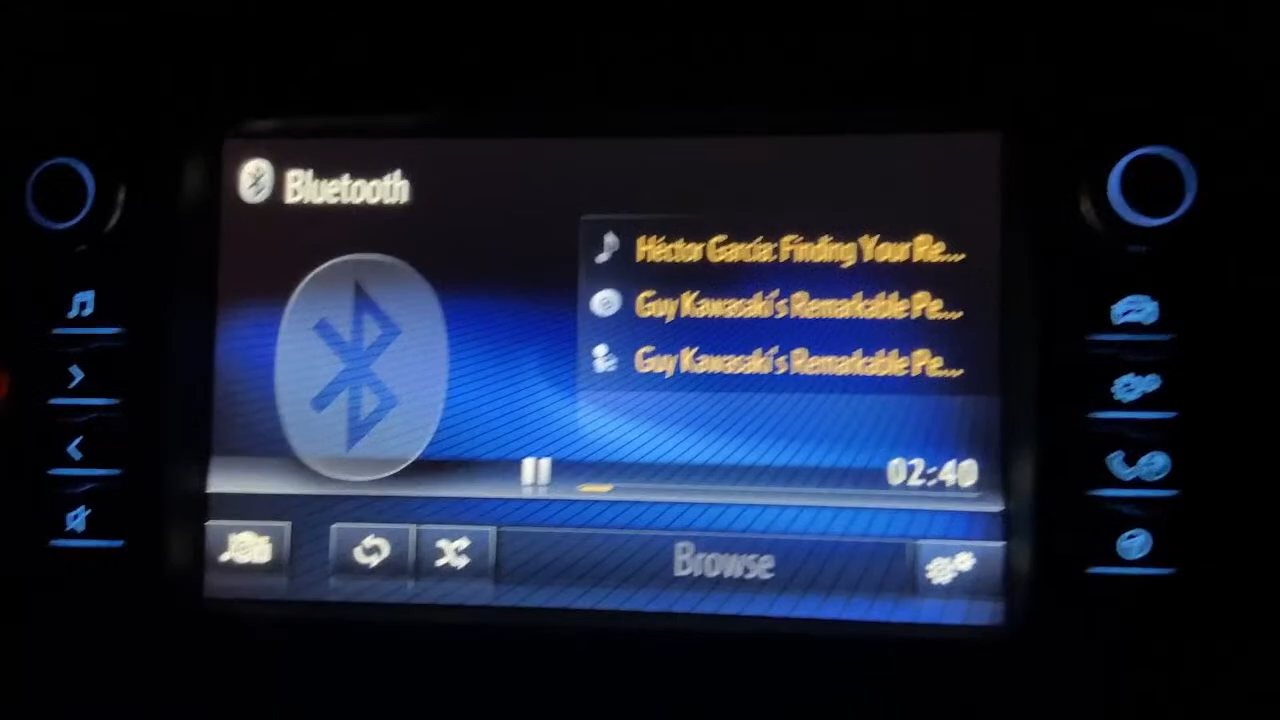 Bluetooth
Héctor García: Finding Your Re...
Guy Kawasaki's Remarkable Pe...
Guy Kawasaki's Remarkable Pe...
02:40
Browse